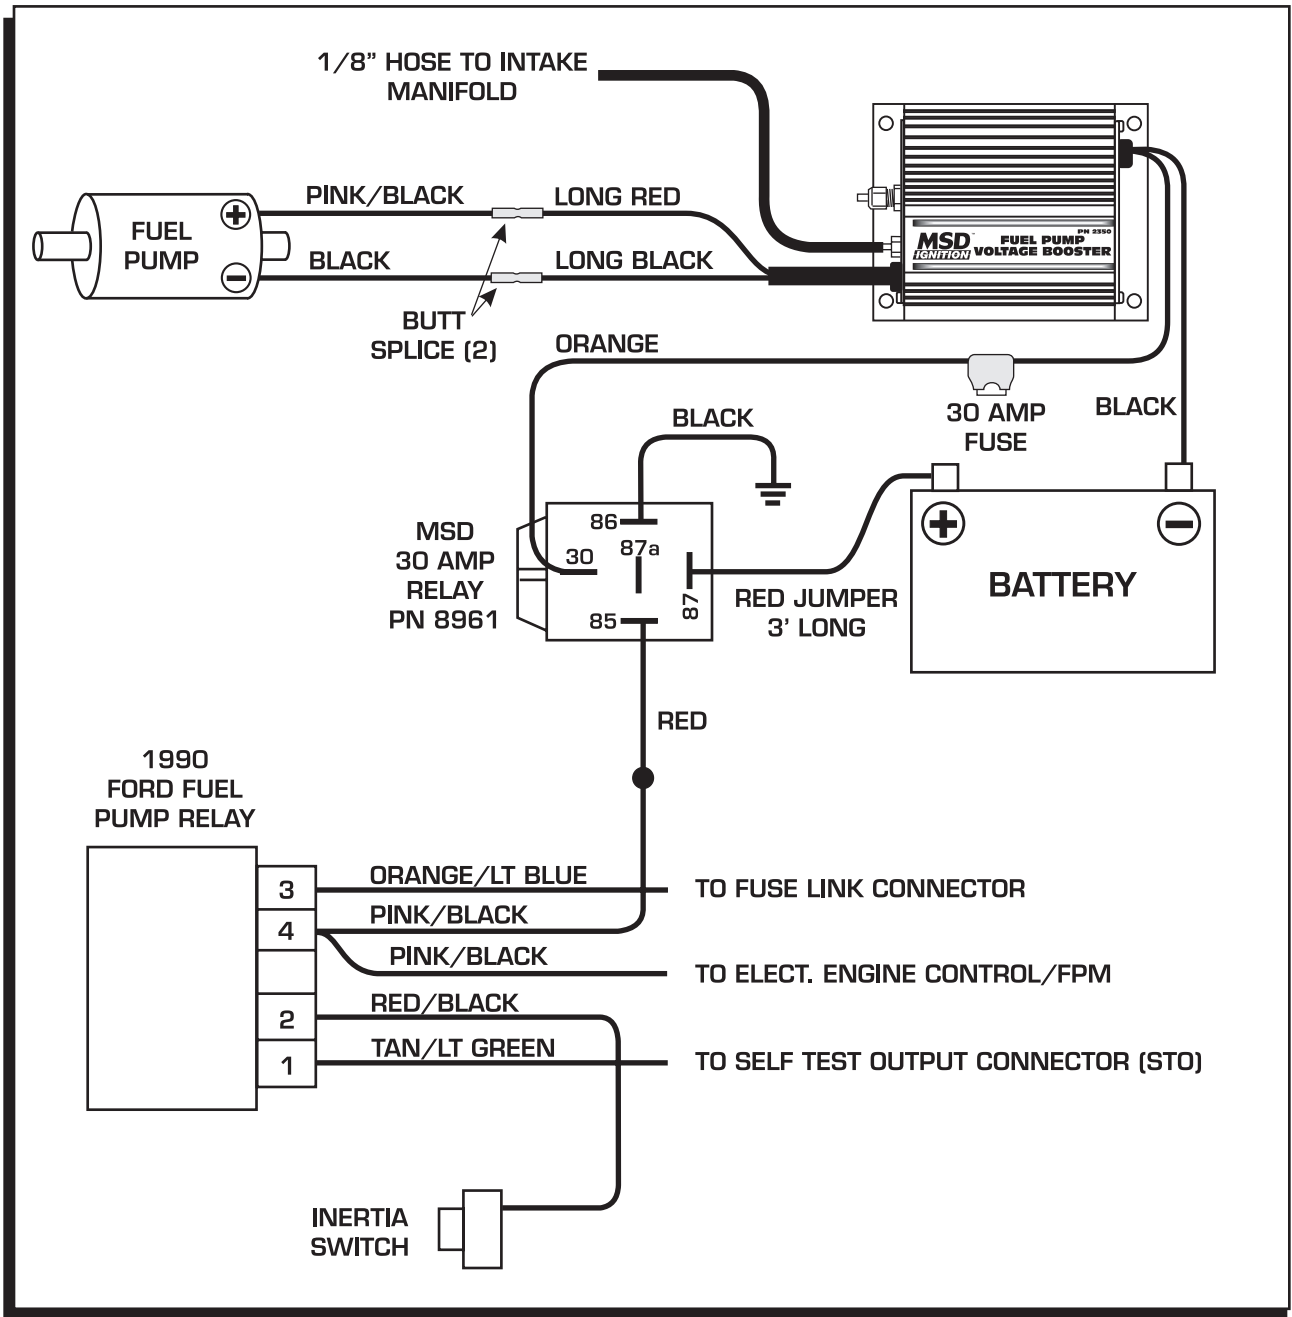 1/8” HOSE TO INTAKE
MANIFOLD
PINK/BLACK
LONG RED
FUEL
PUMP
+
−
BLACK
LONG BLACK
BUTT
SPLICE (2)
PN 2350
MSD™
IGNITION
FUEL PUMP
VOLTAGE BOOSTER
ORANGE
30 AMP
FUSE
BLACK
BLACK
MSD
30 AMP
RELAY
PN 8961
86
87a
30
85
87
RED JUMPER
3’ LONG
+
−
BATTERY
RED
1990
FORD FUEL
PUMP RELAY
3
ORANGE/LT BLUE
TO FUSE LINK CONNECTOR
4
PINK/BLACK
PINK/BLACK
TO ELECT. ENGINE CONTROL/FPM
2
RED/BLACK
1
TAN/LT GREEN
TO SELF TEST OUTPUT CONNECTOR (STO)
INERTIA
SWITCH